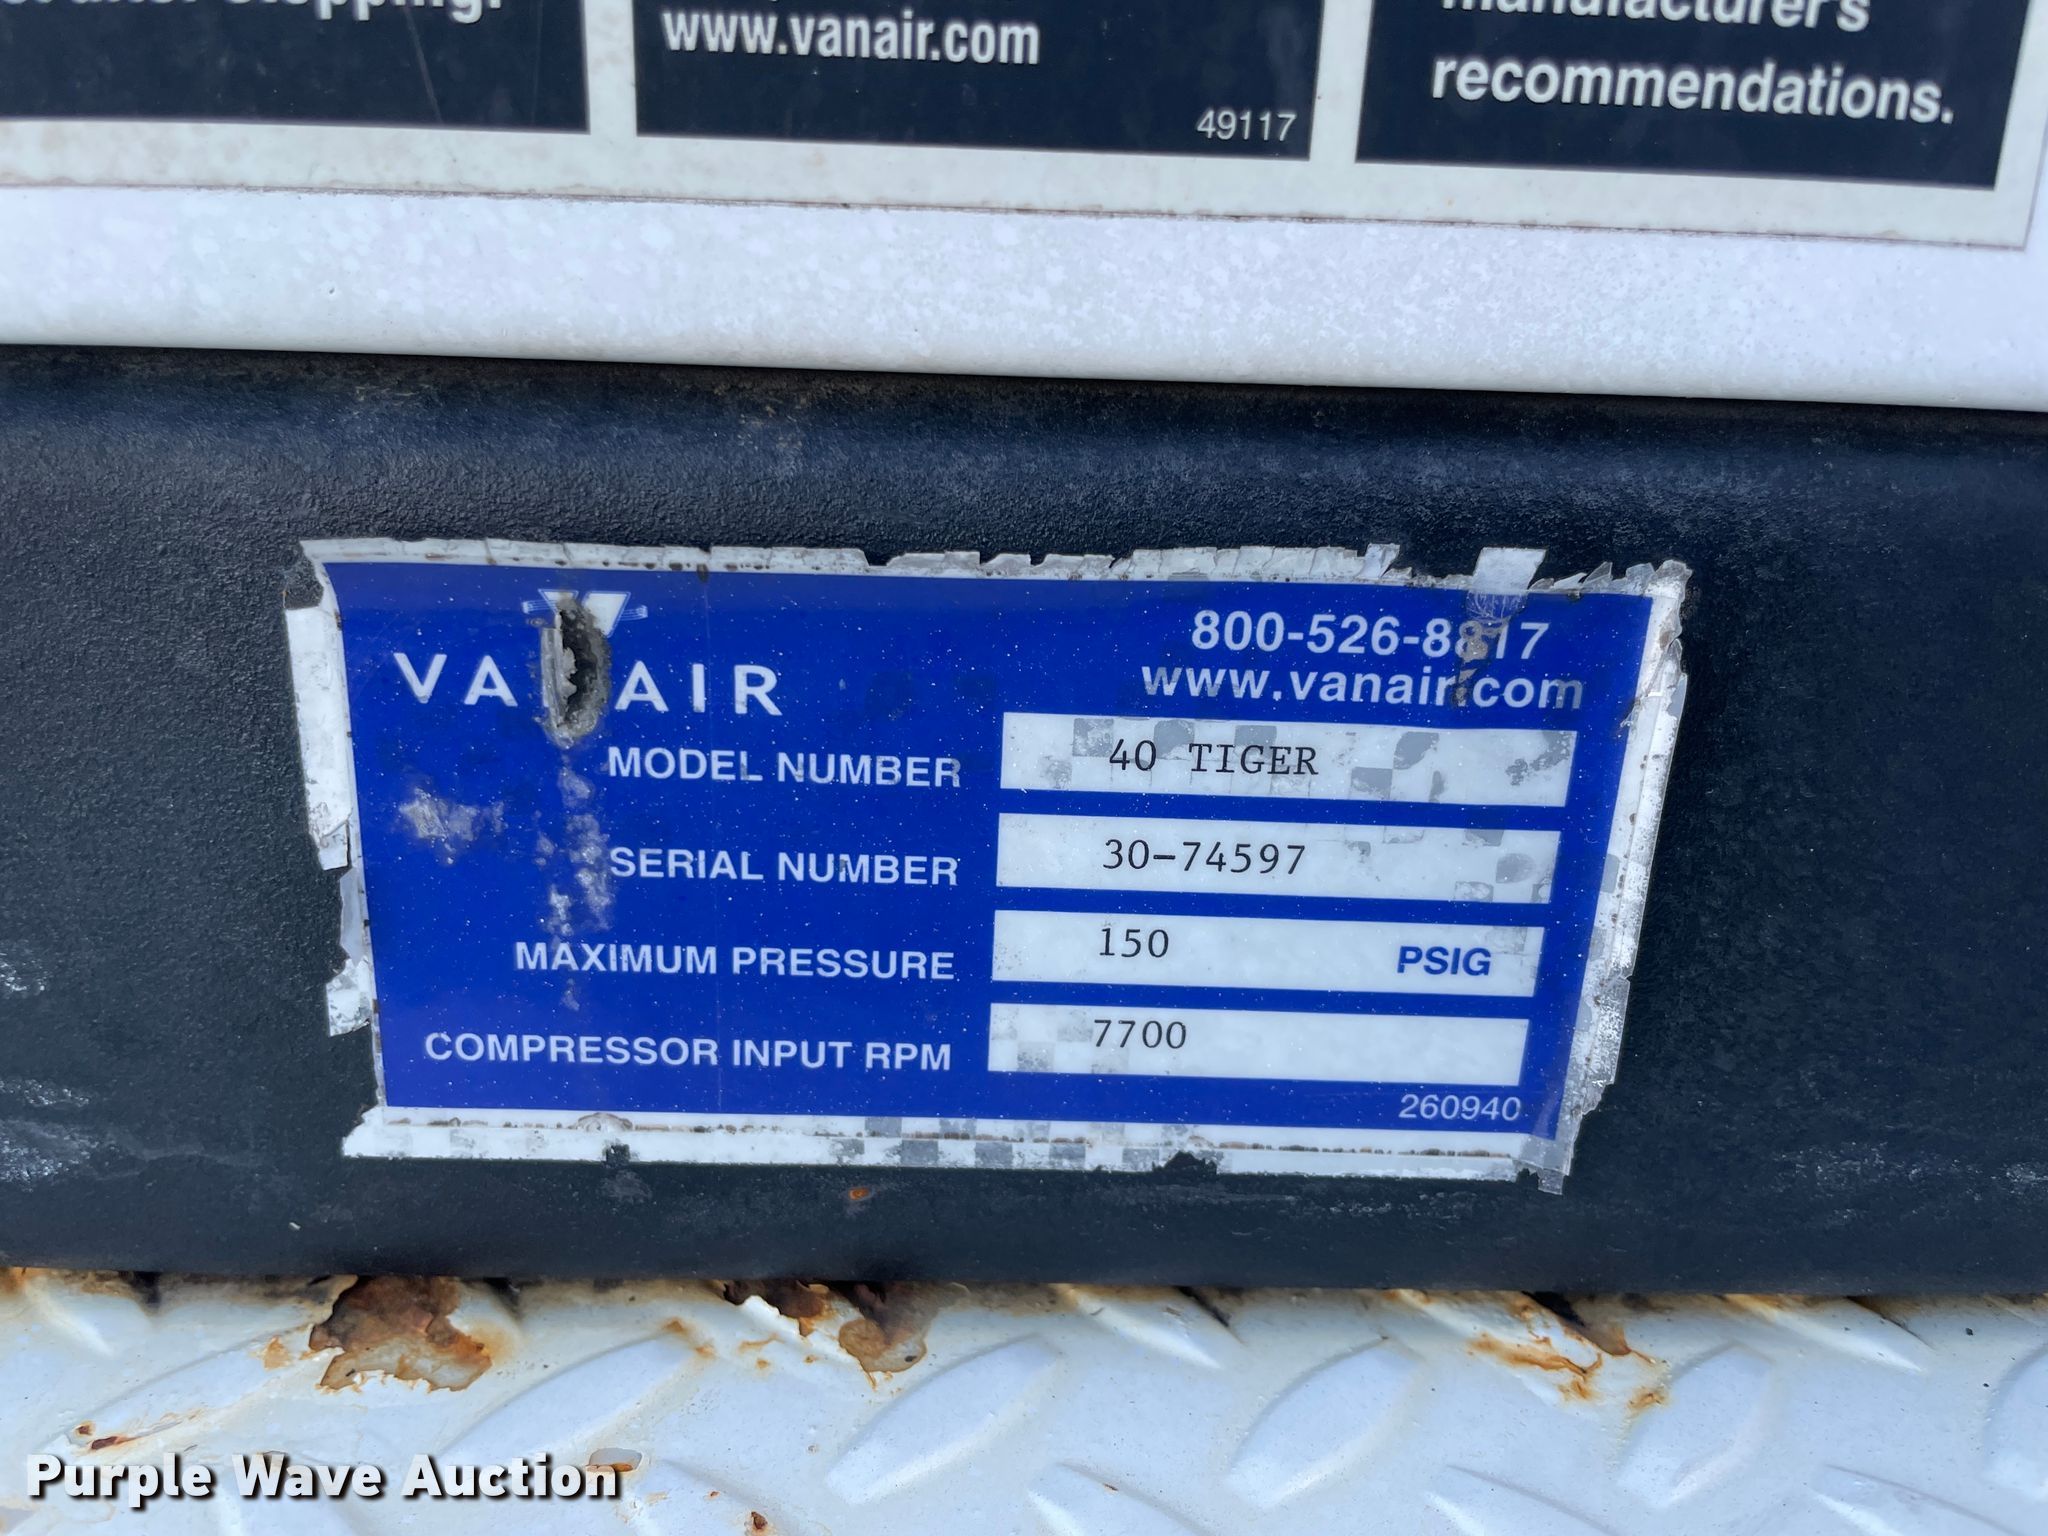 www.vanair.com
49117
manufacturer's
recommendations.
VANAIR
800-526-8817
www.vanair.com
MODEL NUMBER 40 TIGER
SERIAL NUMBER 30-74597
MAXIMUM PRESSURE 150 PSIG
COMPRESSOR INPUT RPM 7700
260940
Purple Wave Auction